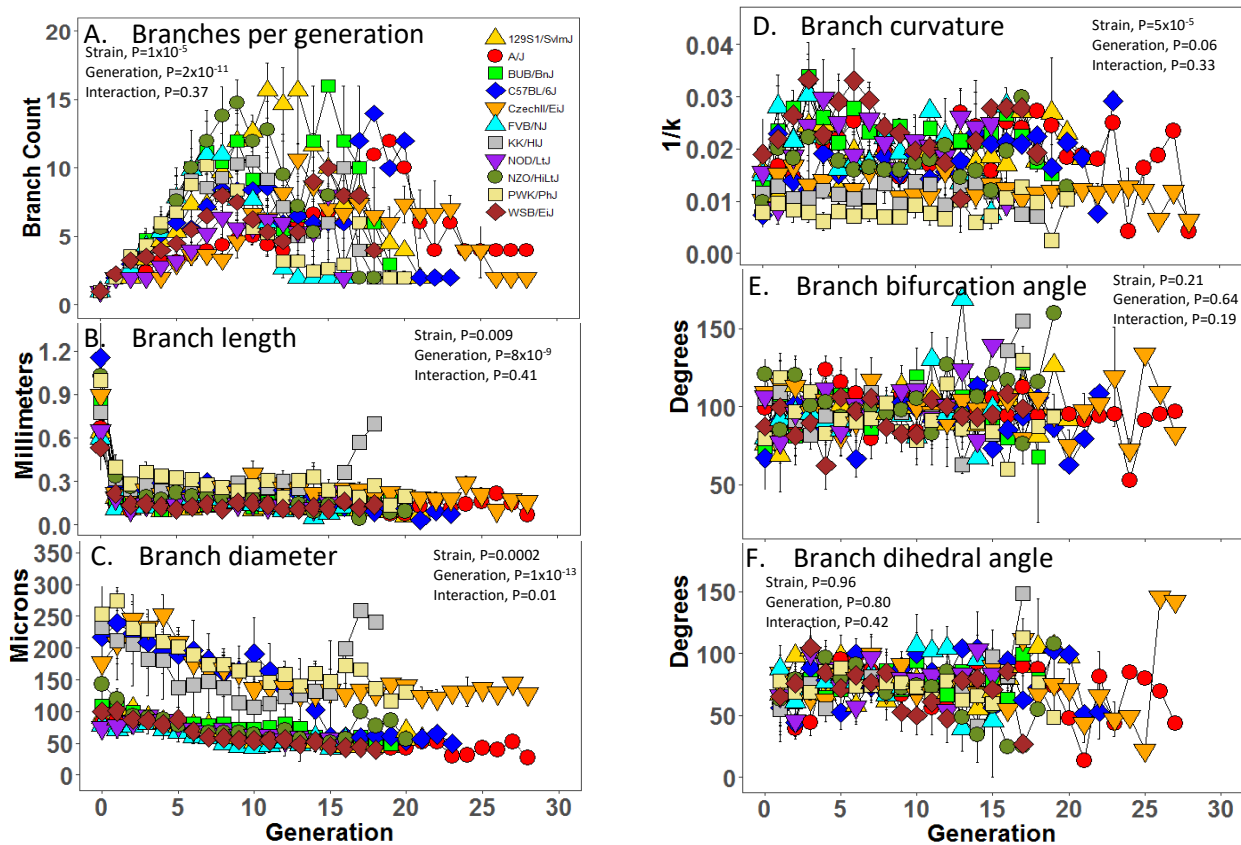 A. Branches per generation
Strain, P=1x10⁻⁵
Generation, P=2x10⁻¹¹
Interaction, P=0.37
129S1/SvlmJ
A/J
BUB/BnJ
C57BL/6J
CzechII/EiJ
FVB/NJ
KK/HlJ
NOD/LtJ
NZO/HiLtJ
PWK/PhJ
WSB/EiJ
Branch Count
20
15
10
5
0
B. Branch length
Strain, P=0.009
Generation, P=8x10⁻⁹
Interaction, P=0.41
Millimeters
1.2
0.9
0.6
0.3
0.0
C. Branch diameter
Strain, P=0.0002
Generation, P=1x10⁻¹³
Interaction, P=0.01
Microns
350
300
250
200
150
100
50
0
0 5 10 15 20 25 30
Generation
D. Branch curvature
Strain, P=5x10⁻⁵
Generation, P=0.06
Interaction, P=0.33
1/k
0.04
0.03
0.02
0.01
0.00
E. Branch bifurcation angle
Strain, P=0.21
Generation, P=0.64
Interaction, P=0.19
Degrees
150
100
50
F. Branch dihedral angle
Strain, P=0.96
Generation, P=0.80
Interaction, P=0.42
Degrees
150
100
50
0
0 5 10 15 20 25 30
Generation